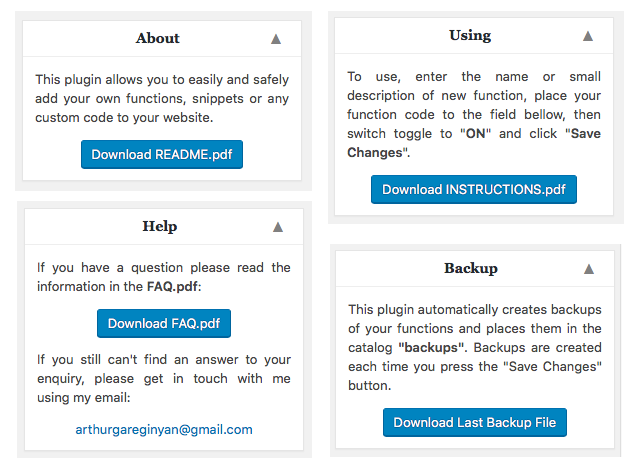 About ▲
This plugin allows you to easily and safely
add your own functions, snippets or any
custom code to your website.
Download README.pdf
Help ▲
If you have a question please read the
information in the FAQ.pdf:
Download FAQ.pdf
If you still can't find an answer to your
enquiry, please get in touch with me
using my email:
arthurgareginyan@gmail.com
Using ▲
To use, enter the name or small
description of new function, place your
function code to the field bellow, then
switch toggle to "ON" and click "Save
Changes".
Download INSTRUCTIONS.pdf
Backup ▲
This plugin automatically creates backups
of your functions and places them in the
catalog "backups". Backups are created
each time you press the "Save Changes"
button.
Download Last Backup File